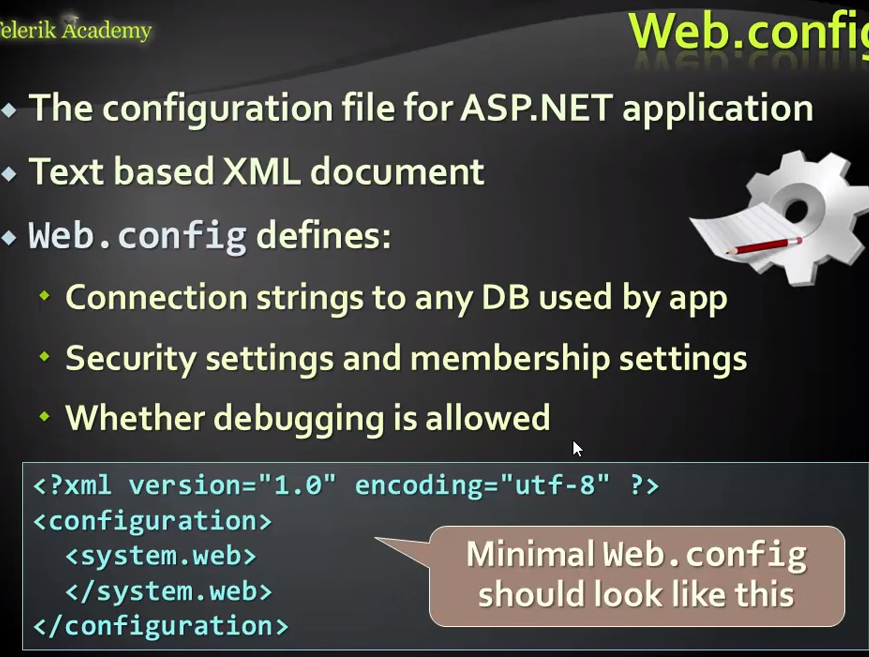 Telerik Academy
Web.config
The configuration file for ASP.NET application
Text based XML document
Web.config defines:
Connection strings to any DB used by app
Security settings and membership settings
Whether debugging is allowed
<?xml version="1.0" encoding="utf-8" ?>
<configuration>
<system.web>
</system.web>
</configuration>
Minimal Web.config
should look like this